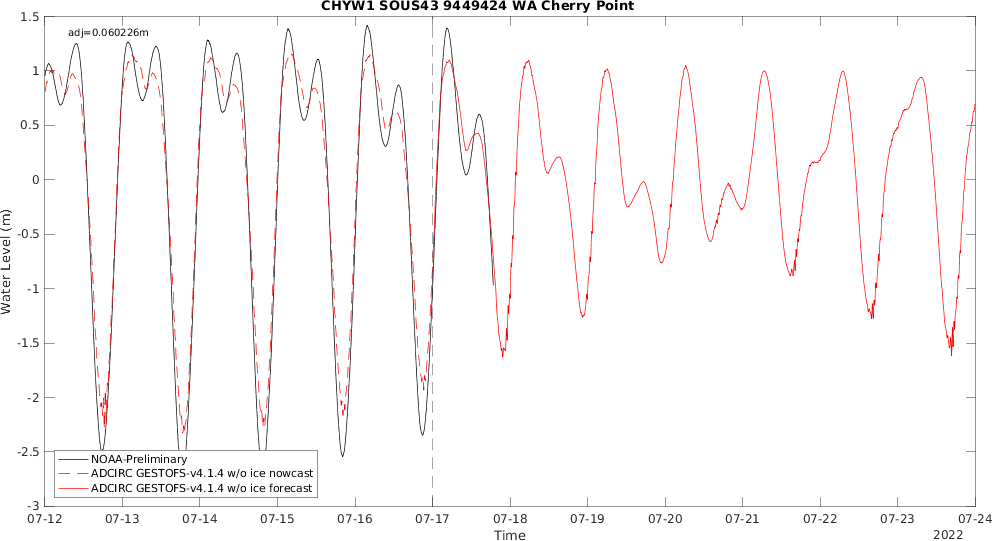 CHYW1 SOUS43 9449424 WA Cherry Point
adj=0.060226m
1.5
1
0.5
0
-0.5
-1
-1.5
-2
-2.5
-3
Water Level (m)
NOAA-Preliminary
ADCIRC GESTOFS-v4.1.4 w/o ice nowcast
ADCIRC GESTOFS-v4.1.4 w/o ice forecast
07-12 07-13 07-14 07-15 07-16 07-17 07-18 07-19 07-20 07-21 07-22 07-23 07-24
Time
2022